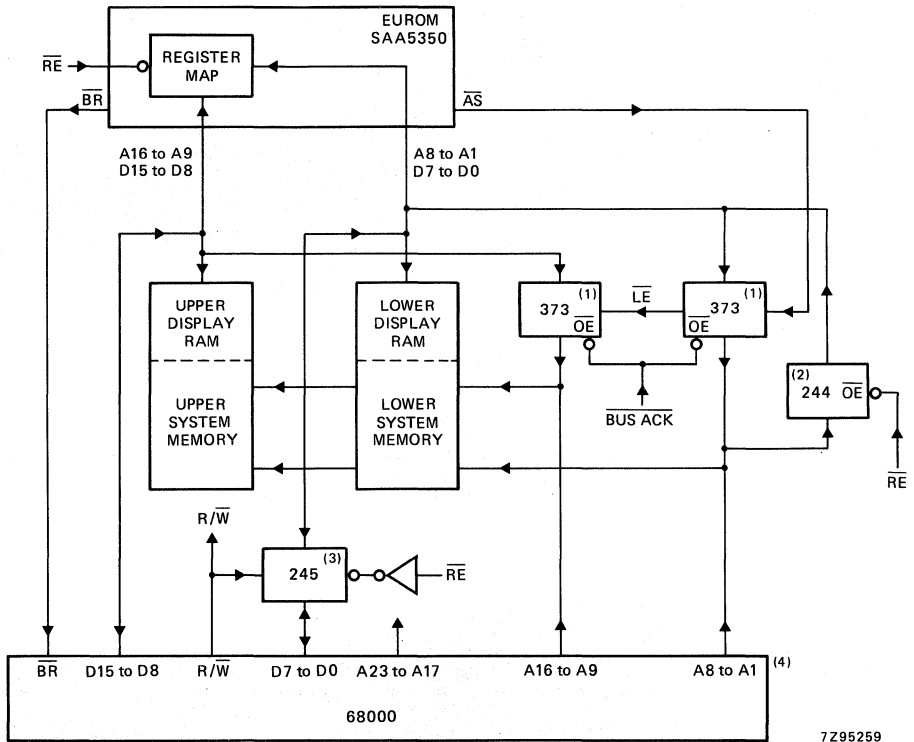 EUROM
SAA5350
REGISTER
MAP
RE
BR
AS
A16 to A9
D15 to D8
A8 to A1
D7 to D0
UPPER
DISPLAY
RAM
UPPER
SYSTEM
MEMORY
LOWER
DISPLAY
RAM
LOWER
SYSTEM
MEMORY
(1)
373
OE
LE
(1)
373
OE
BUS ACK
(2)
244 OE
RE
R/W
(3)
245
RE
BR
D15 to D8
R/W
D7 to D0
A23 to A17
A16 to A9
A8 to A1
(4)
68000
7Z95259